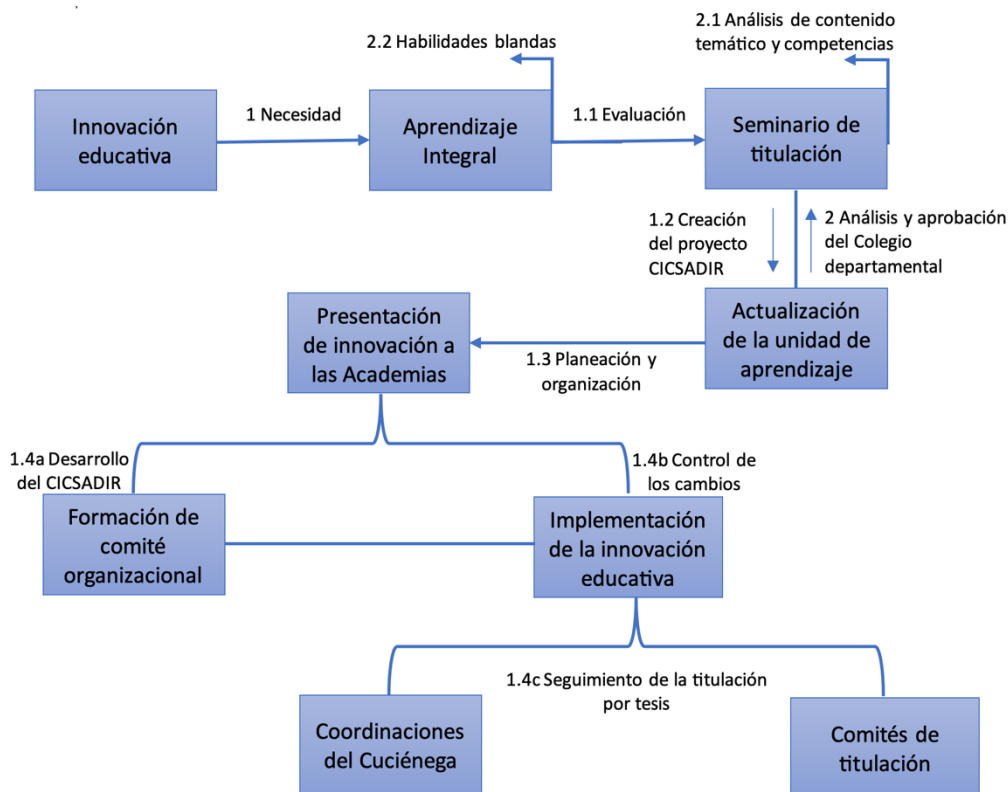 2.2 Habilidades blandas
2.1 Análisis de contenido
temático y competencias
Innovación
educativa
1 Necesidad
Aprendizaje
Integral
1.1 Evaluación
Seminario de
titulación
1.2 Creación
del proyecto
CICSADIR
2 Análisis y aprobación
del Colegio
departamental
Presentación
de innovación a
las Academias
1.3 Planeación y
organización
Actualización
de la unidad de
aprendizaje
1.4a Desarrollo
del CICSADIR
1.4b Control de
los cambios
Formación de
comité
organizacional
Implementación
de la innovación
educativa
1.4c Seguimiento de la titulación
por tesis
Coordinaciones
del Cuciénega
Comités de
titulación